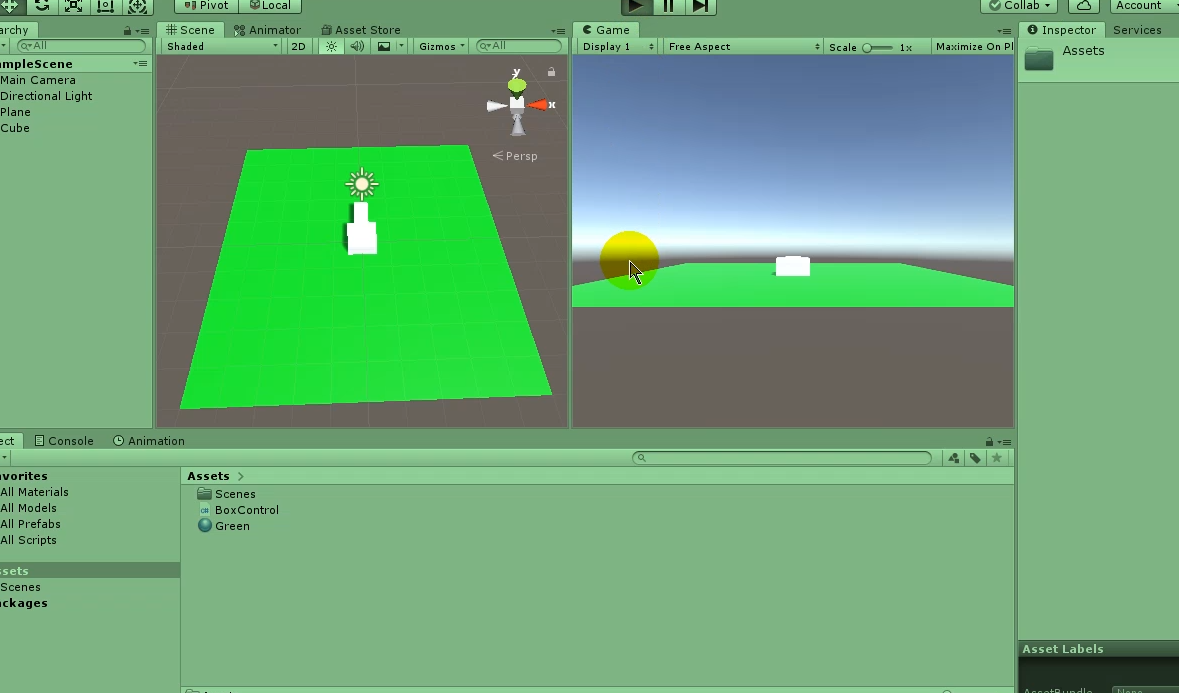 Pivot Local Collab Account
archy Scene Animator Asset Store Game Inspector Services
All Shaded 2D Gizmos All Display 1 Free Aspect Scale 1x Maximize On Pl Assets
ampleScene
Main Camera
Directional Light
Plane
Cube
y
x
Persp
ect Console Animation
avorites Assets
All Materials Scenes
All Models BoxControl
All Prefabs Green
All Scripts
ssets
Scenes
ackages
Asset Labels
AssetBundle None